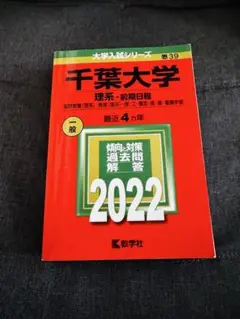 大学入試シリーズ
39
千葉大学
理系-前期日程
最近4カ年
一般
傾向と対策
過去問
解答
2022
教学社